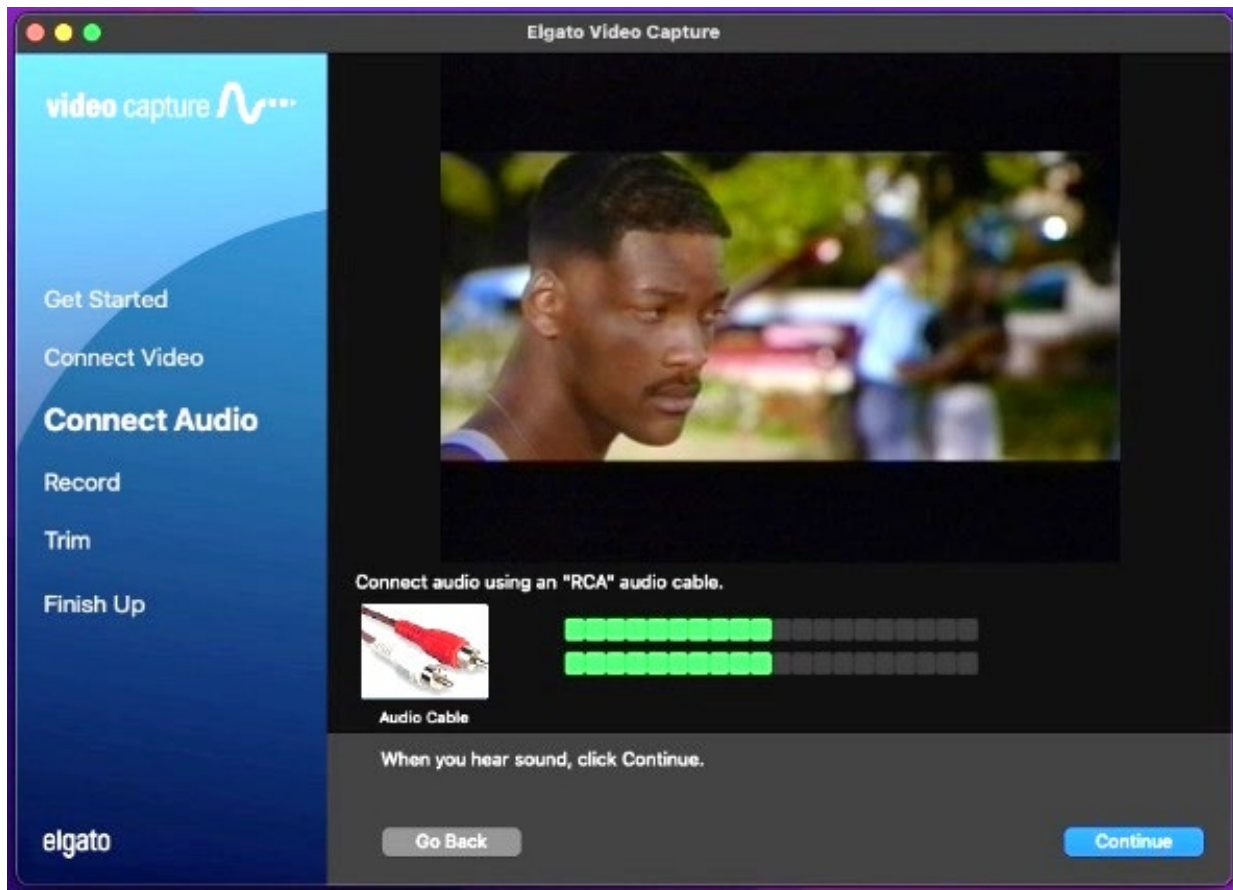 Elgato Video Capture
video capture
Get Started
Connect Video
Connect Audio
Record
Trim
Finish Up
elgato
Connect audio using an "RCA" audio cable.
Audio Cable
When you hear sound, click Continue.
Go Back
Continue